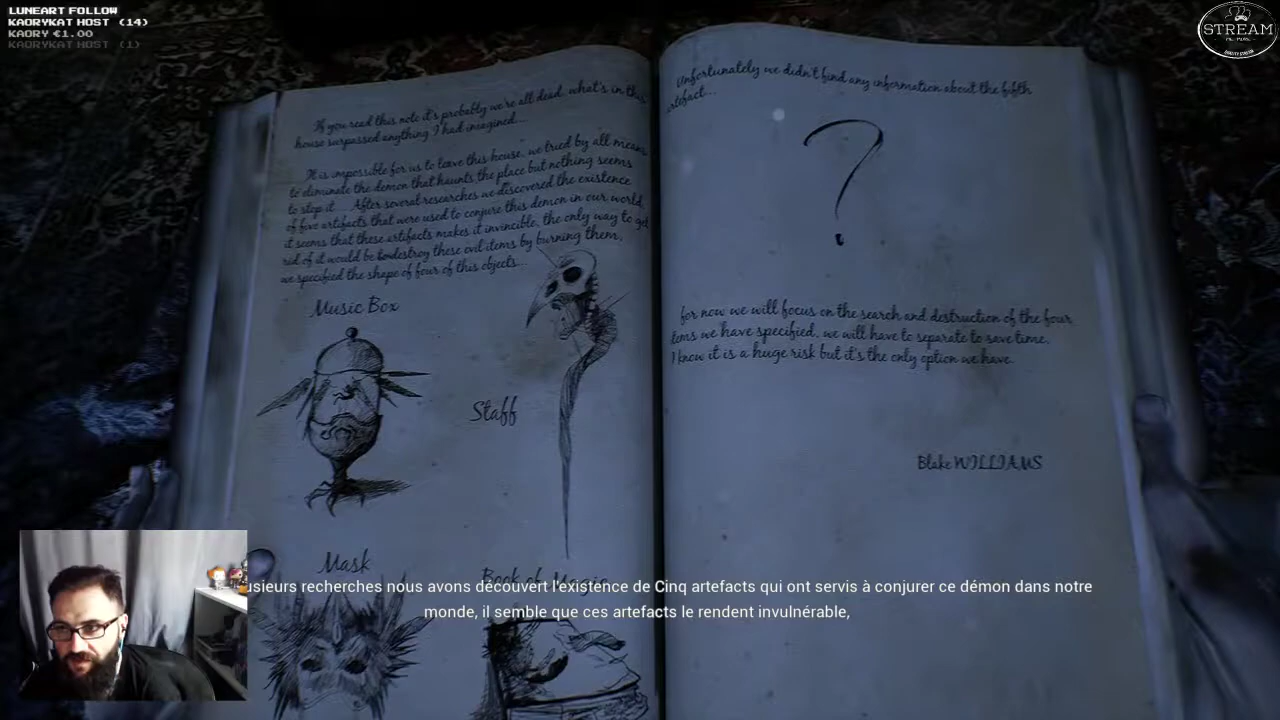 LUNEART FOLLOW
KAORYKAT HOST (14)
KAORY €1.00
KAORYKAT HOST (1)
STREAM
If you read this note it's probably we're all dead, what's in this
house surpassed anything I had imagined...
It is impossible for us to leave this house, we tried by all means
to eliminate the demon that haunts the place but nothing seems
to stop it... After several researches we discovered the existence
of five artifacts that were used to conjure this demon in our world,
it seems that these artifacts makes it invincible, the only way to get
rid of it would be to destroy these evil items by burning them,
we specified the shape of four of this objects...
Music Box
Staff
Mask
Book of Magic
Unfortunately we didn't find any information about the fifth
artefact...
?
for now we will focus on the search and destruction of the four
items we have specified, we will have to separate to save time.
I know it is a huge risk but it's the only option we have.
Blake WILLIAMS
usieurs recherches nous avons découvert l'existence de Cinq artefacts qui ont servis à conjurer ce démon dans notre
monde, il semble que ces artefacts le rendent invulnérable,